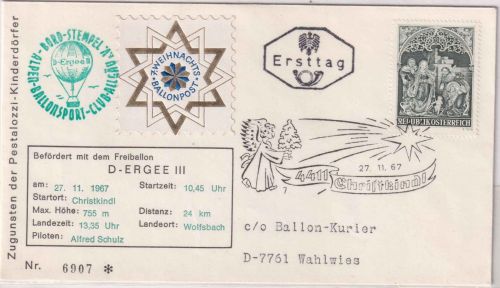 Zugunsten der Pestalozzi-Kinderdörfer
BORD-STEMPEL "A"
D-Ergee II
ALPEN-BALLONSPORT-CLUB ALLGÄU
WEIHNACHTS
BALLONPOST
Ersttag
REPUBLIK ÖSTERREICH
27. 11. 67
4411 Christkindl
7
Befördert mit dem Freiballon
D-ERGEE III
am: 27. 11. 1967 Startzeit: 10,45 Uhr
Startort: Christkindl
Max. Höhe: 755 m Distanz: 24 km
Landezeit: 13,35 Uhr Landeort: Wolfsbach
Piloten: Alfred Schulz
Nr. 6907 *
c/o Ballon-Kurier
D-7761 Wahlwies